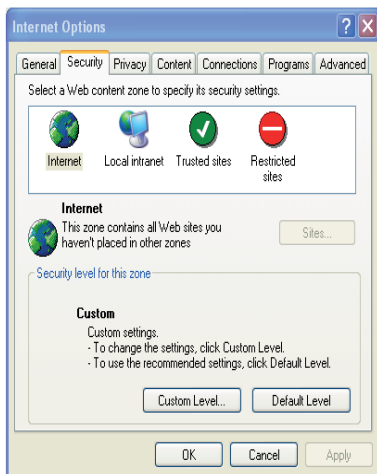 Internet Options
General Security Privacy Content Connections Programs Advanced
Select a Web content zone to specify its security settings.
Internet Local intranet Trusted sites Restricted sites
Internet
This zone contains all Web sites you
haven't placed in other zones
Sites...
Security level for this zone
Custom
Custom settings.
- To change the settings, click Custom Level.
- To use the recommended settings, click Default Level.
Custom Level... Default Level
OK Cancel Apply